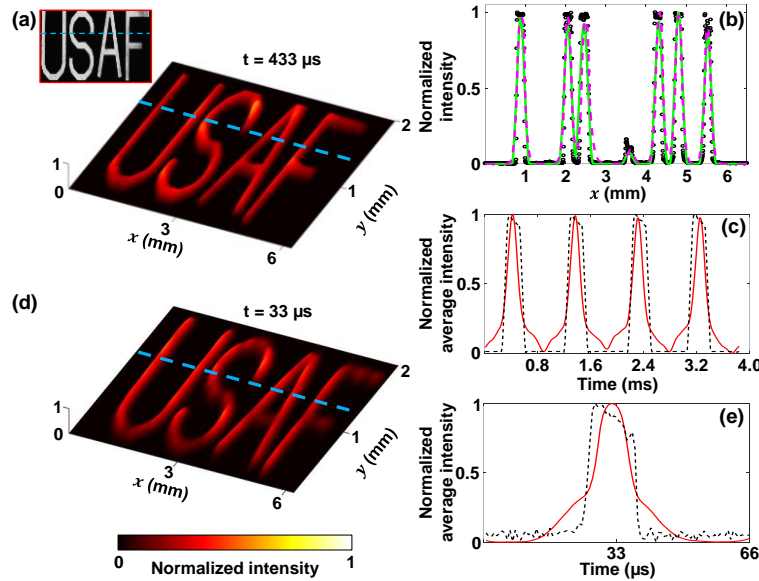 (a)
USAF
t = 433 µs
USAF
1
0
3
6
x (mm)
2
1
y (mm)
(b)
Normalized
intensity
1
0.5
0
1
2
3
4
5
6
x (mm)
(c)
Normalized
average intensity
1
0.5
0
0.8
1.6
2.4
3.2
4.0
Time (ms)
(d)
t = 33 µs
USAF
1
0
3
6
x (mm)
2
1
y (mm)
0
1
Normalized intensity
(e)
Normalized
average intensity
1
0.5
0
33
66
Time (µs)